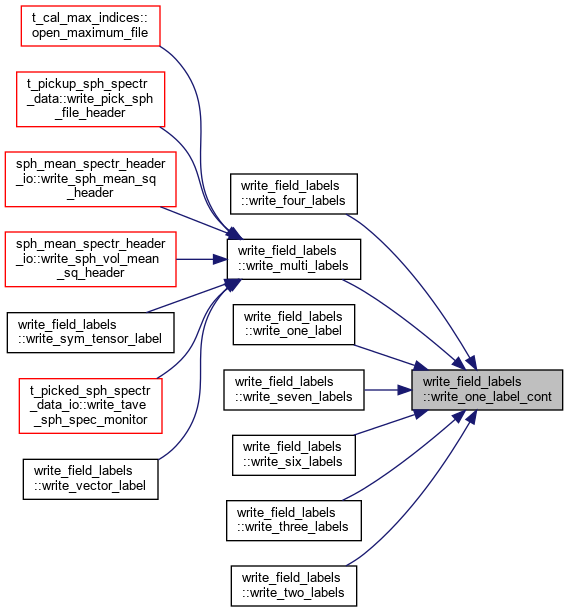 t_cal_max_indices::
open_maximum_file
t_pickup_sph_spectr
_data::write_pick_sph
_file_header
sph_mean_spectr_header
_io::write_sph_mean_sq
_header
sph_mean_spectr_header
_io::write_sph_vol_mean
_sq_header
write_field_labels
::write_sym_tensor_label
t_picked_sph_spectr
_data_io::write_tave
_sph_spec_monitor
write_field_labels
::write_vector_label
write_field_labels
::write_four_labels
write_field_labels
::write_multi_labels
write_field_labels
::write_one_label
write_field_labels
::write_seven_labels
write_field_labels
::write_six_labels
write_field_labels
::write_three_labels
write_field_labels
::write_two_labels
write_field_labels
::write_one_label_cont